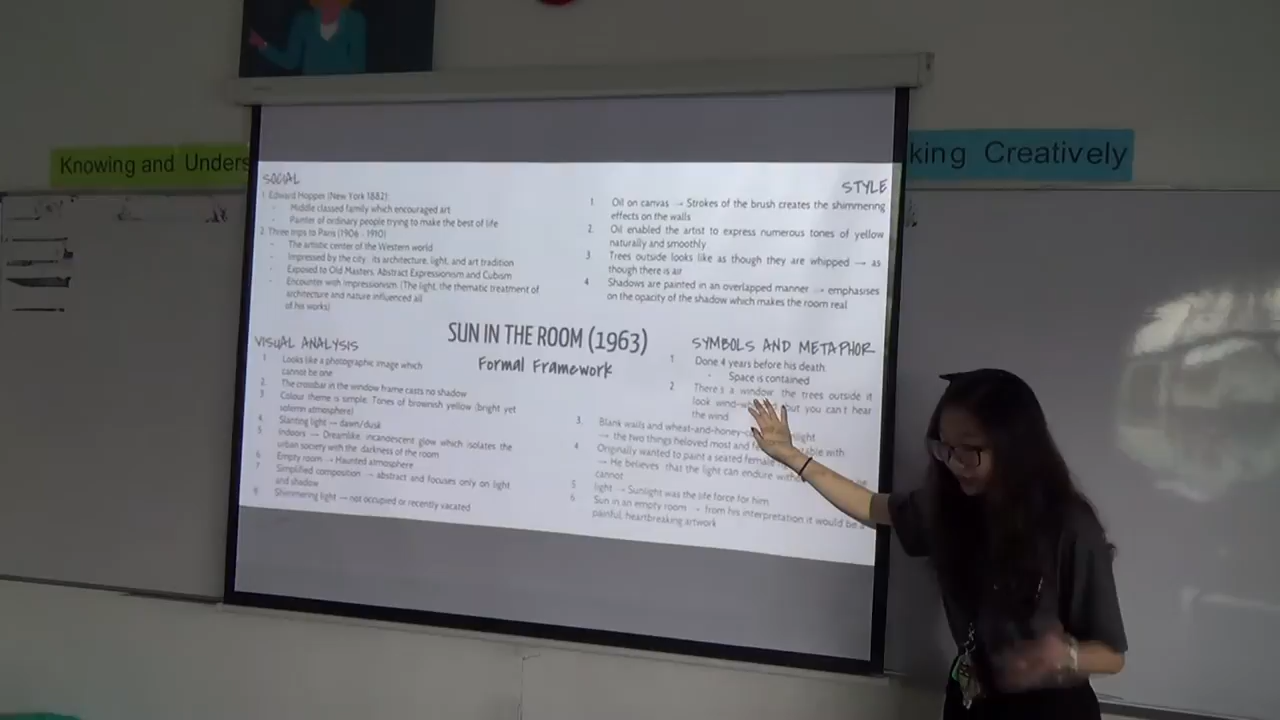 Knowing and Unders
king Creatively
SOCIAL
1. Edward Hopper (New York 1882):
- Middle classed family which encouraged art
- Painter of ordinary people trying to make the best of life
2. Three trips to Paris (1906 - 1910)
- The artistic center of the Western world
- Impressed by the city : its architecture, light, and art tradition
- Exposed to Old Masters, Abstract Expressionism and Cubism
- Encounter with Impressionism (The light, the thematic treatment of
architecture and nature influenced all
of his works)
STYLE
1. Oil on canvas → Strokes of the brush creates the shimmering
effects on the walls
2. Oil enabled the artist to express numerous tones of yellow
naturally and smoothly
3 Trees outside looks like as though they are whipped → as
though there is air
4 Shadows are painted in an overlapped manner → emphasises
on the opacity of the shadow which makes the room real
SUN IN THE ROOM (1963)
Formal Framework
VISUAL ANALYSIS
1 Looks like a photographic image which
cannot be one
2. The crossbar in the window frame casts no shadow
3 Colour theme is simple. Tones of brownish yellow (bright yet
solemn atmosphere)
4 Slanting light → dawn/dusk
5 Indoors → Dreamlike, incandescent glow which isolates the
urban society with the darkness of the room
6 Empty room → Haunted atmosphere
7 Simplified composition → abstract and focuses only on light
and shadow
8 Shimmering light → not occupied or recently vacated
SYMBOLS AND METAPHOR
1 Done 4 years before his death.
- Space is contained
2 There's a window, the trees outside it
look but you can't hear
the wind
3. Blank walls and wheat-and-honey
→ the two things beloved most and with
4 Originally wanted to paint a seated female
→ He believes that the light can endure
cannot
5 light → Sunlight was the life force for him
6 Sun in an empty room → from his interpretation it would be a
painful, heartbreaking artwork